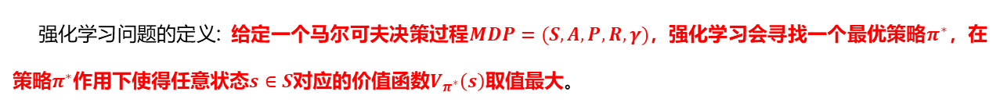 强化学习问题的定义：给定一个马尔可夫决策过程MDP = (S, A, P, R, γ)，强化学习会寻找一个最优策略π*，在
策略π*作用下使得任意状态s ∈ S对应的价值函数V_{π*}(s)取值最大。